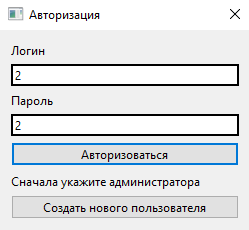 Авторизация
Логин
2
Пароль
2
Авторизоваться
Сначала укажите администратора
Создать нового пользователя